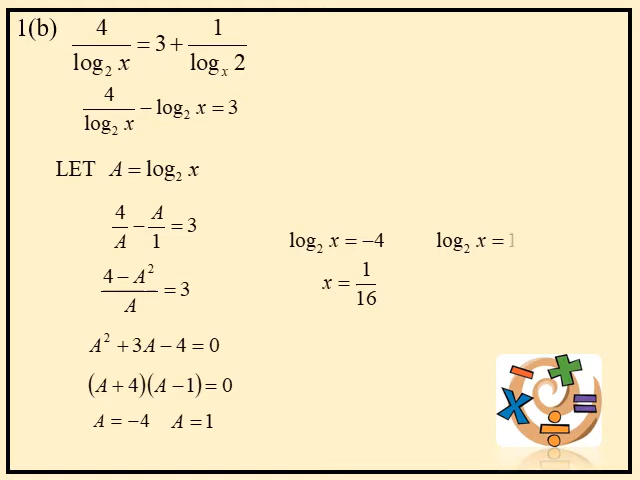 1(b) 4/log₂ x = 3 + 1/logₓ 2
4/log₂ x − log₂ x = 3
LET A = log₂ x
4/A − A/1 = 3
(4 − A²)/A = 3
A² + 3A − 4 = 0
(A + 4)(A − 1) = 0
A = −4 A = 1
log₂ x = −4 log₂ x = 1
x = 1/16